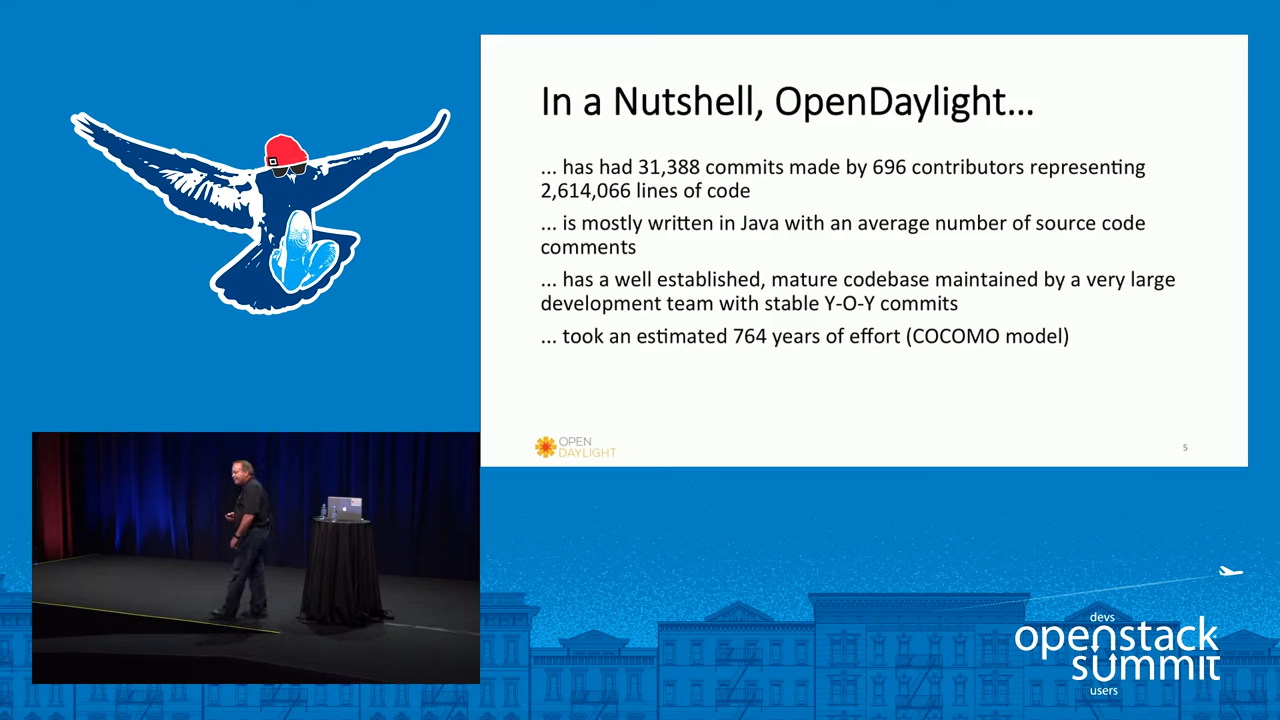 In a Nutshell, OpenDaylight...
... has had 31,388 commits made by 696 contributors representing
2,614,066 lines of code
... is mostly written in Java with an average number of source code
comments
... has a well established, mature codebase maintained by a very large
development team with stable Y-O-Y commits
... took an estimated 764 years of effort (COCOMO model)
OPEN
DAYLIGHT
5
devs
openstack
summit
users